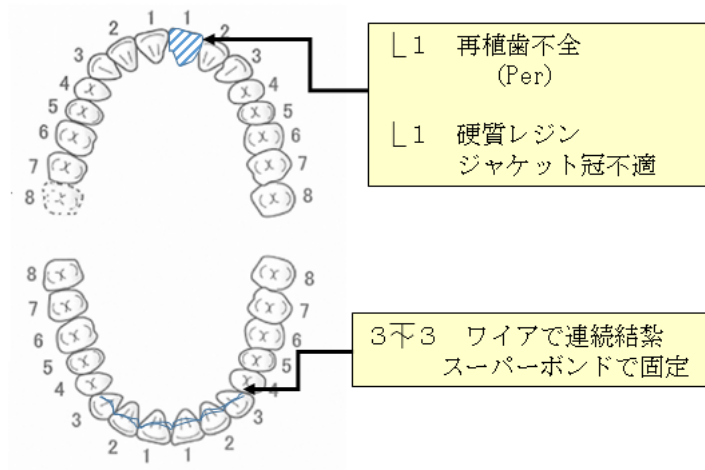 1 1
2 2
3 3
4 4
5 5
6 6
7 7
8
⎿1 再植歯不全
(Per)
⎿1 硬質レジン
ジャケット冠不適
8 8
7 7
6 6
5 5
4 4
3 3
2 2
1 1
3⌤3 ワイアで連続結紮
スーパーボンドで固定